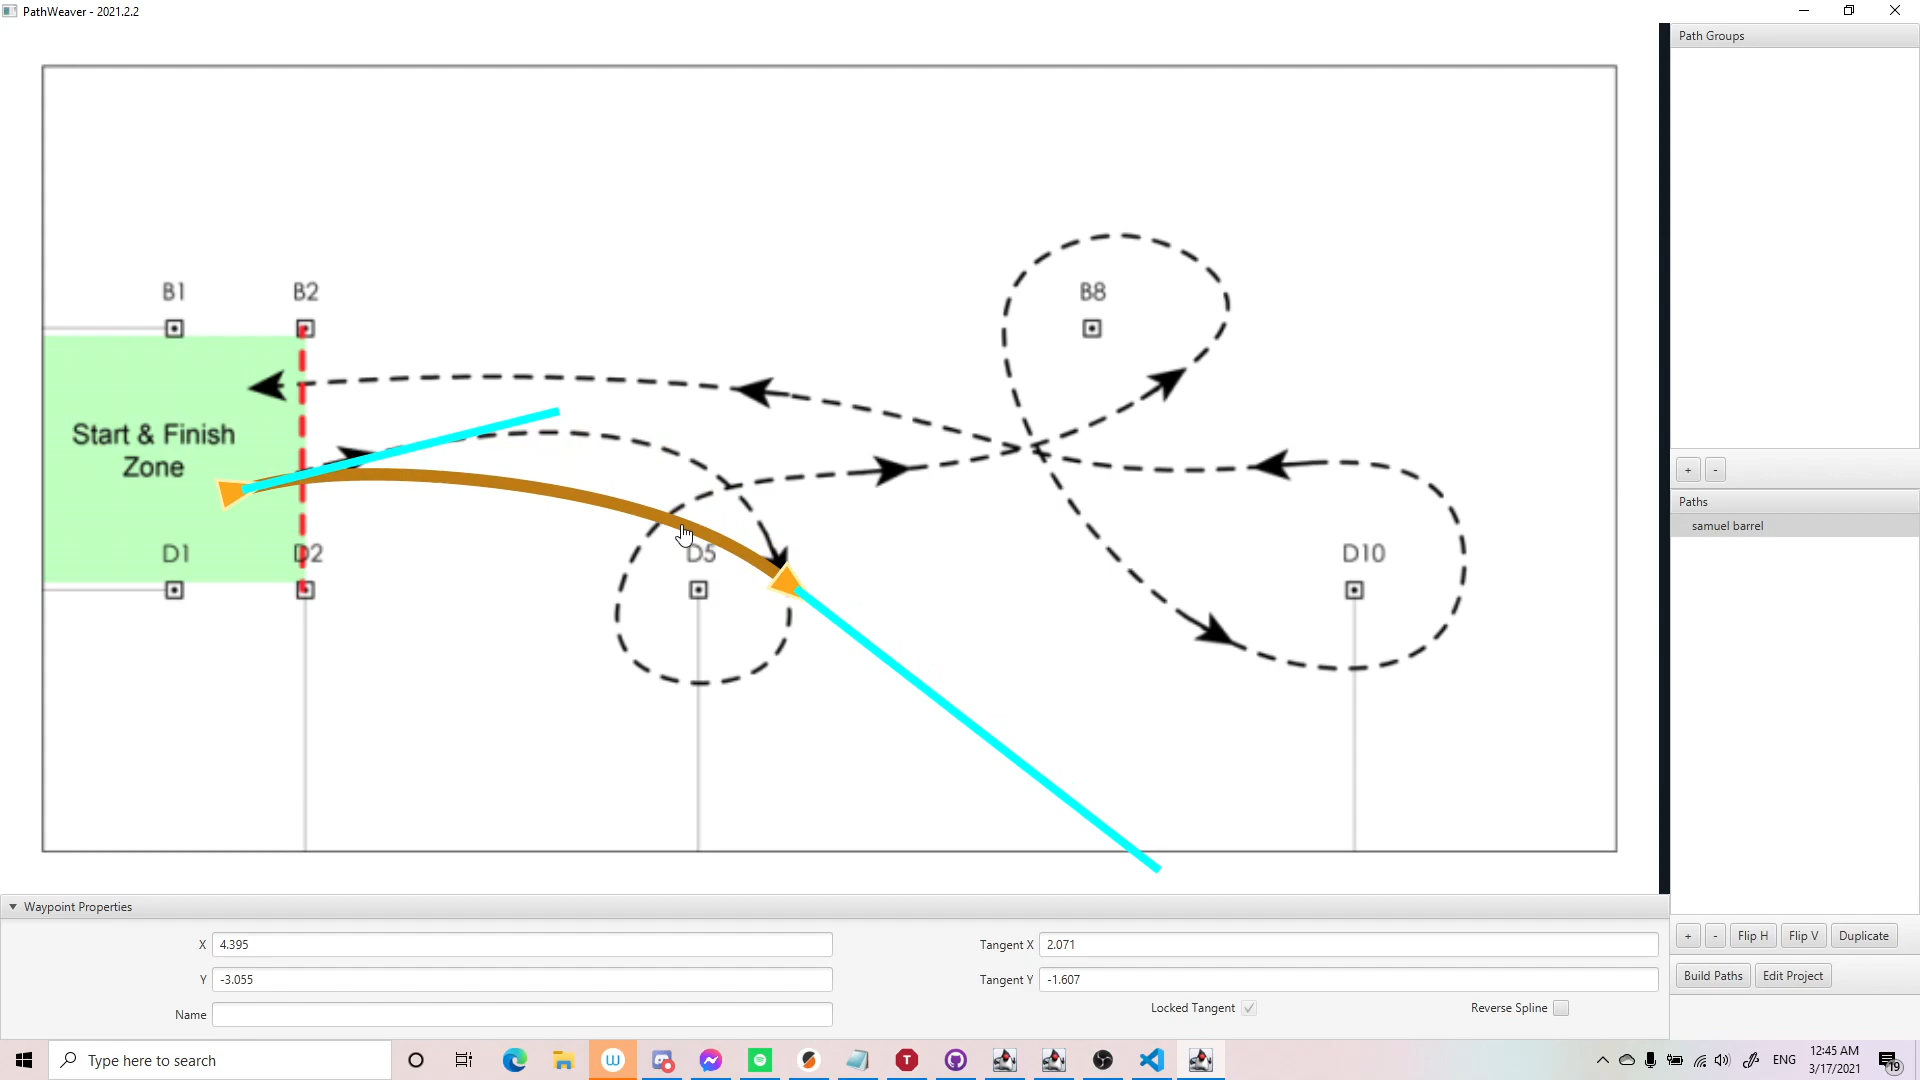 PathWeaver - 2021.2.2
Path Groups
B1
B2
B8
Start & Finish
Zone
+
-
Paths
samuel barrel
D1
D2
D5
D10
Waypoint Properties
X
4.395
Tangent X
2.071
+
-
Flip H
Flip V
Duplicate
Y
-3.055
Tangent Y
-1.607
Build Paths
Edit Project
Name
Locked Tangent
Reverse Spline
Type here to search
W
T
ENG
12:45 AM
3/17/2021
19